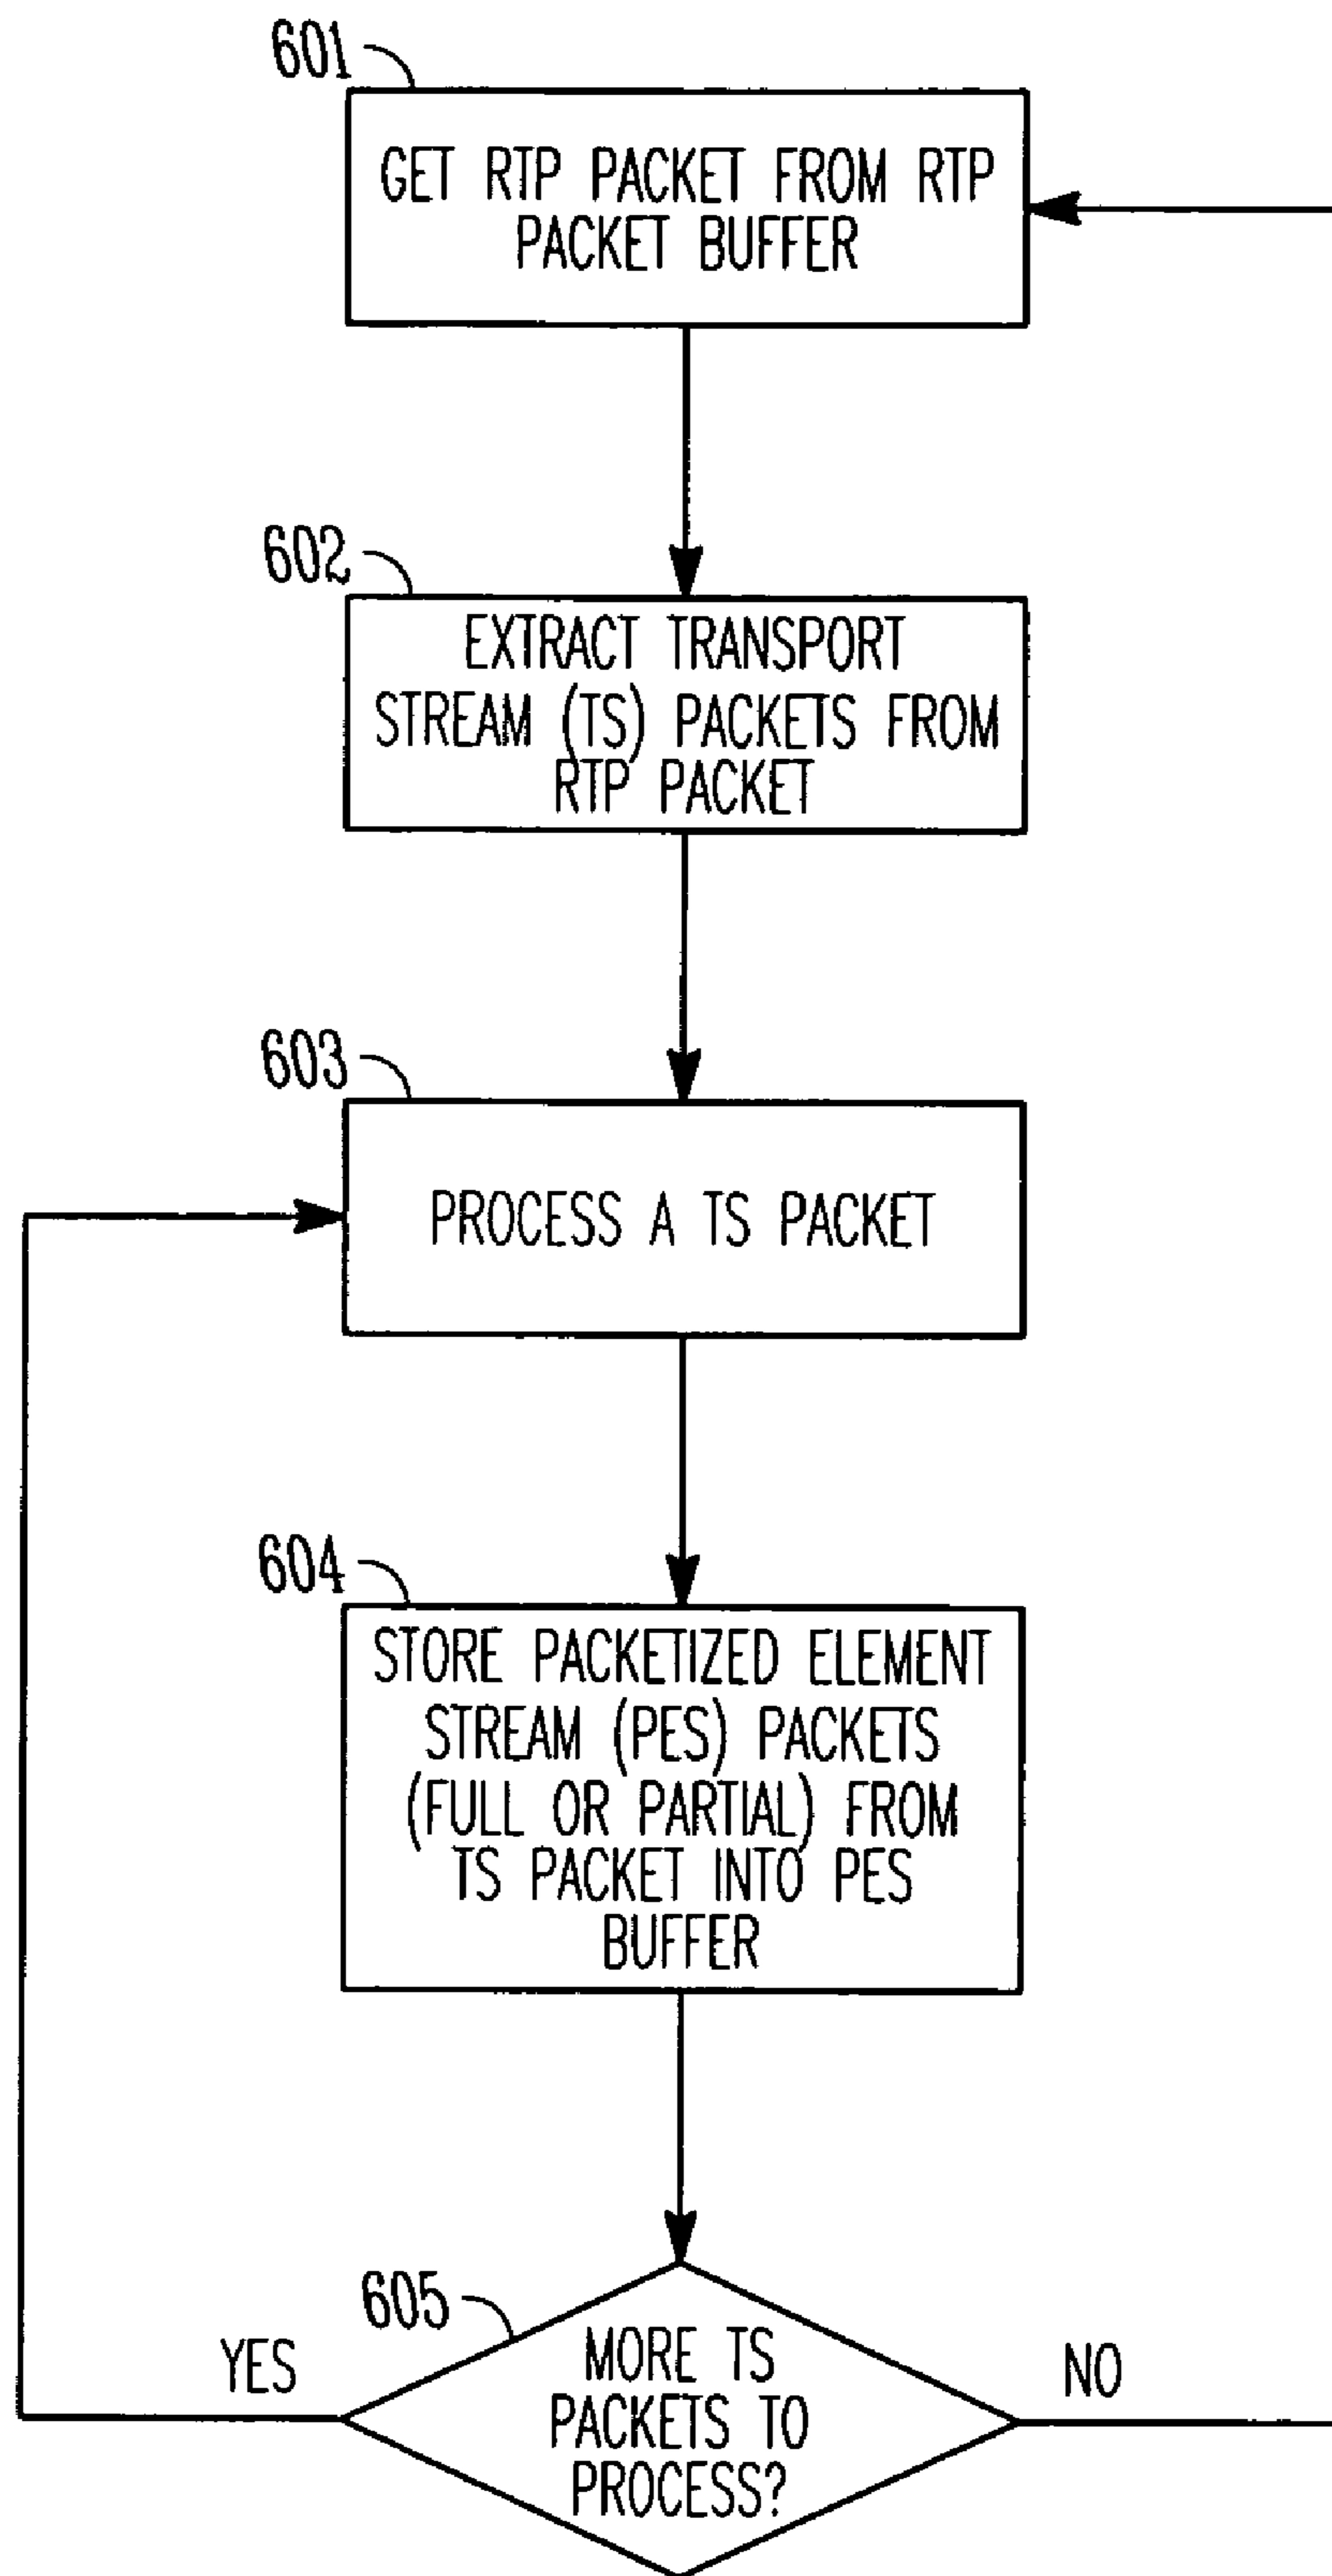 601
GET RTP PACKET FROM RTP
PACKET BUFFER
602
EXTRACT TRANSPORT
STREAM (TS) PACKETS FROM
RTP PACKET
603
PROCESS A TS PACKET
604
STORE PACKETIZED ELEMENT
STREAM (PES) PACKETS
(FULL OR PARTIAL) FROM
TS PACKET INTO PES
BUFFER
605
YES
MORE TS
PACKETS TO
PROCESS?
NO